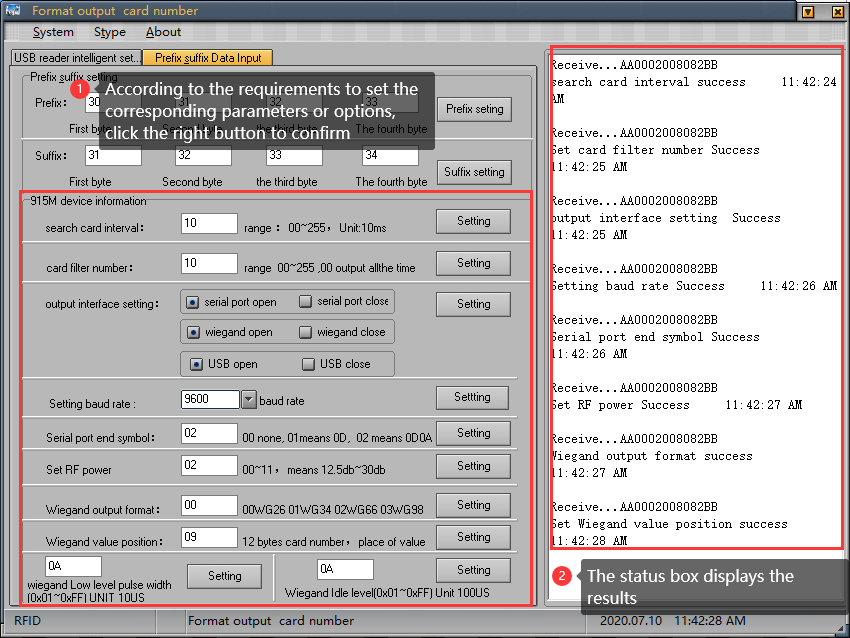 Format output  card number
System Stype About
USB reader intelligent set... Prefix suffix Data Input
Prefix suffix setting
Prefix: 30 31 32 33 Prefix seting
First byte Second byte the third byte The fourth byte
1 According to the requirements to set the
corresponding parameters or options,
click the right button to confirm
Suffix: 31 32 33 34 Suffix setting
First byte Second byte the third byte The fourth byte
915M device information
search card interval: 10 range : 00~255, Unit:10ms Setting
card filter number: 10 range 00~255 ,00 output allthe time Setting
output interface setting: serial port open serial port close Setting
wiegand open wiegand close
USB open USB close
Setting baud rate : 9600 baud rate Settting
Serial port end symbol: 02 00 none, 01means 0D, 02 means 0D0A Setting
Set RF power 02 00~11, means 12.5db~30db Setting
Wiegand output format: 00 00WG26 01WG34 02WG66 03WG98 Setting
Wiegand value position: 09 12 bytes card number, place of value Setting
0A Setting 0A Setting
wiegand Low level pulse width
(0x01~0xFF) UNIT 10US
Wiegand Idle level(0x01~0xFF) Unit 100US
Receive...AA0002008082BB
search card interval success 11:42:24
AM
Receive...AA0002008082BB
Set card filter number Success
11:42:25 AM
Receive...AA0002008082BB
output interface setting  Success
11:42:25 AM
Receive...AA0002008082BB
Setting baud rate Success 11:42:26 AM
Receive...AA0002008082BB
Serial port end symbol Success
11:42:26 AM
Receive...AA0002008082BB
Set RF power Success 11:42:27 AM
Receive...AA0002008082BB
Wiegand output format success
11:42:27 AM
Receive...AA0002008082BB
Set Wiegand value position success
11:42:28 AM
2 The status box displays the
results
RFID Format output  card number 2020.07.10 11:42:28 AM